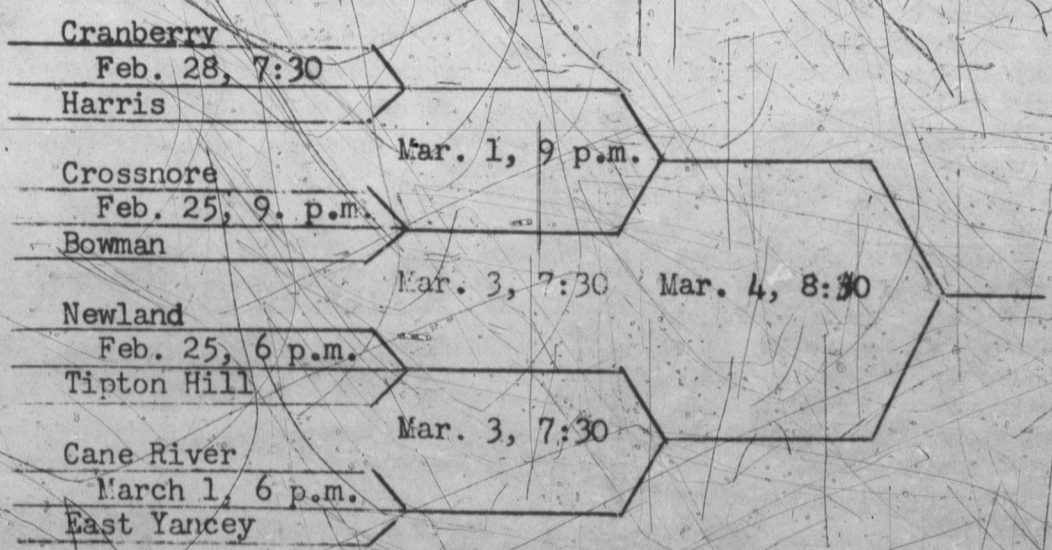 Cranberry
Feb. 28, 7:30
Harris
Mar. 1, 9 p.m.
Crossnore
Feb. 25, 9. p.m.
Bowman
Mar. 3, 7:30 Mar. 4, 8:30
Newland
Feb. 25, 6 p.m.
Tipton Hill
Mar. 3, 7:30
Cane River
March 1, 6 p.m.
East Yancey